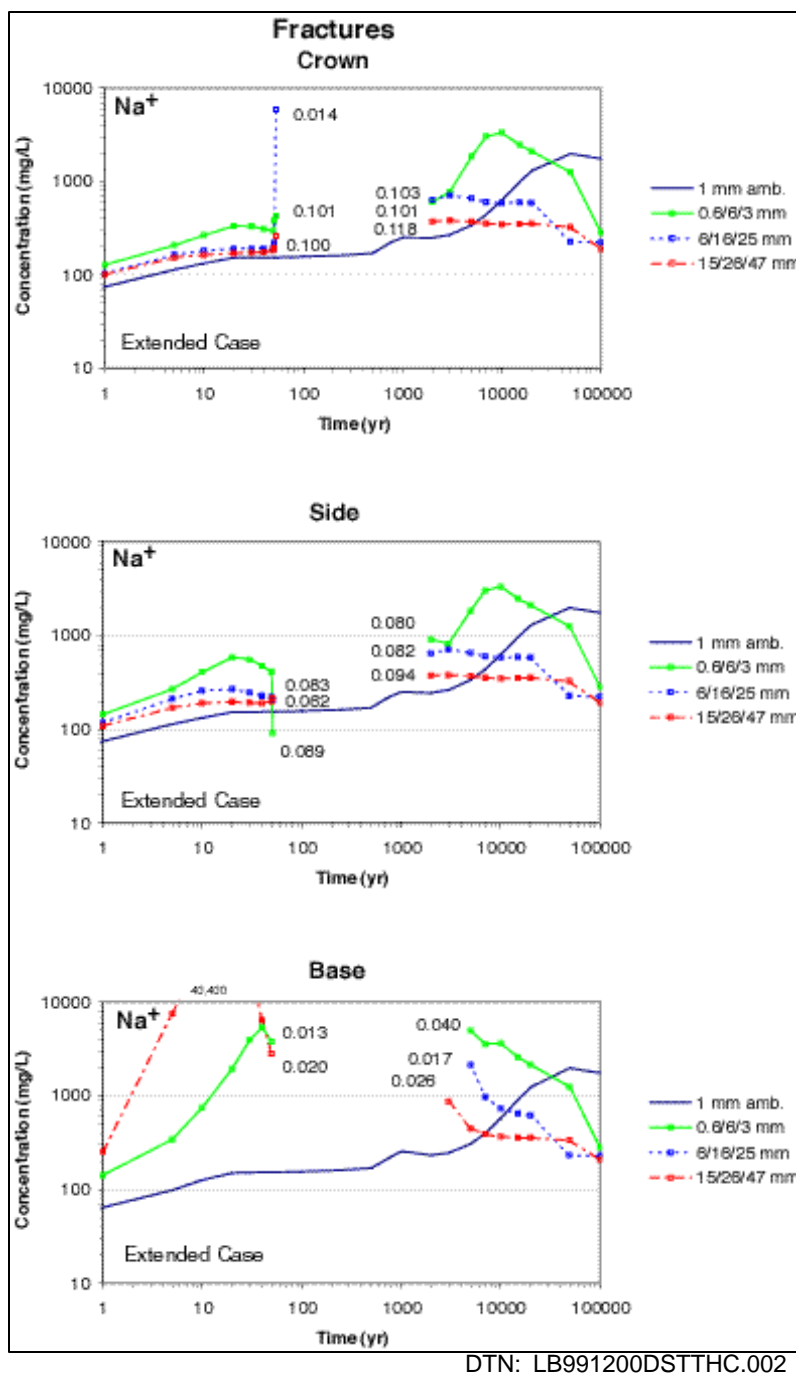 Fractures
Crown
Na+
10000
1000
100
10
Concentration (mg/L)
0.014
0.101
0.100
0.103
0.101
0.118
Extended Case
1 10 100 1000 10000 100000
Time (yr)
1 mm amb.
0.6/6/3 mm
6/16/25 mm
15/26/47 mm
Side
Na+
10000
1000
100
10
Concentration (mg/L)
0.083
0.082
0.089
0.080
0.082
0.094
Extended Case
1 10 100 1000 10000 100000
Time (yr)
1 mm amb.
0.6/6/3 mm
6/16/25 mm
15/26/47 mm
Base
Na+
10000
1000
100
10
Concentration (mg/L)
0.013
0.020
0.040
0.017
0.026
Extended Case
1 10 100 1000 10000 100000
Time (yr)
1 mm amb.
0.6/6/3 mm
6/16/25 mm
15/26/47 mm
DTN: LB991200DSTTHC.002